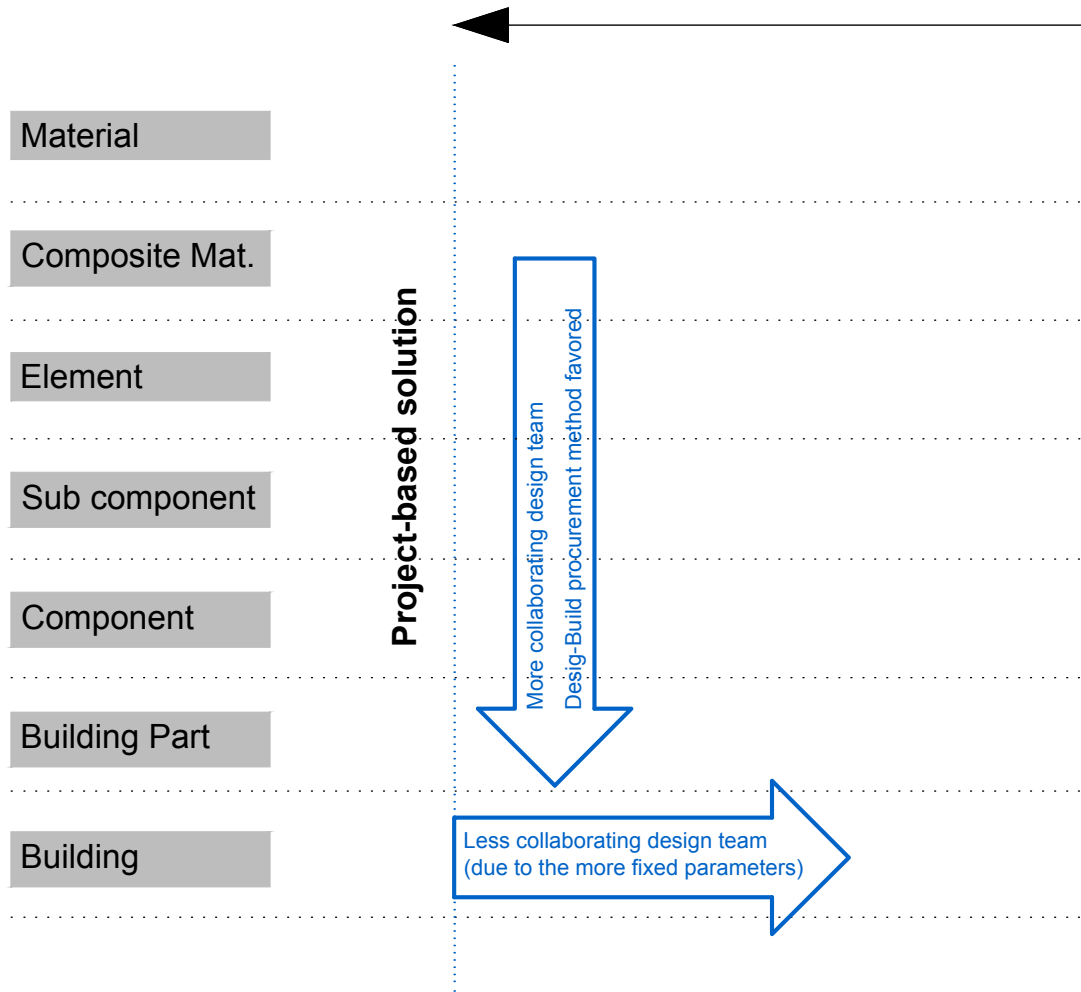 Material
Composite Mat.
Element
Sub component
Component
Building Part
Building
Project-based solution
More collaborating design team
Desig-Build procurement method favored
Less collaborating design team
(due to the more fixed parameters)